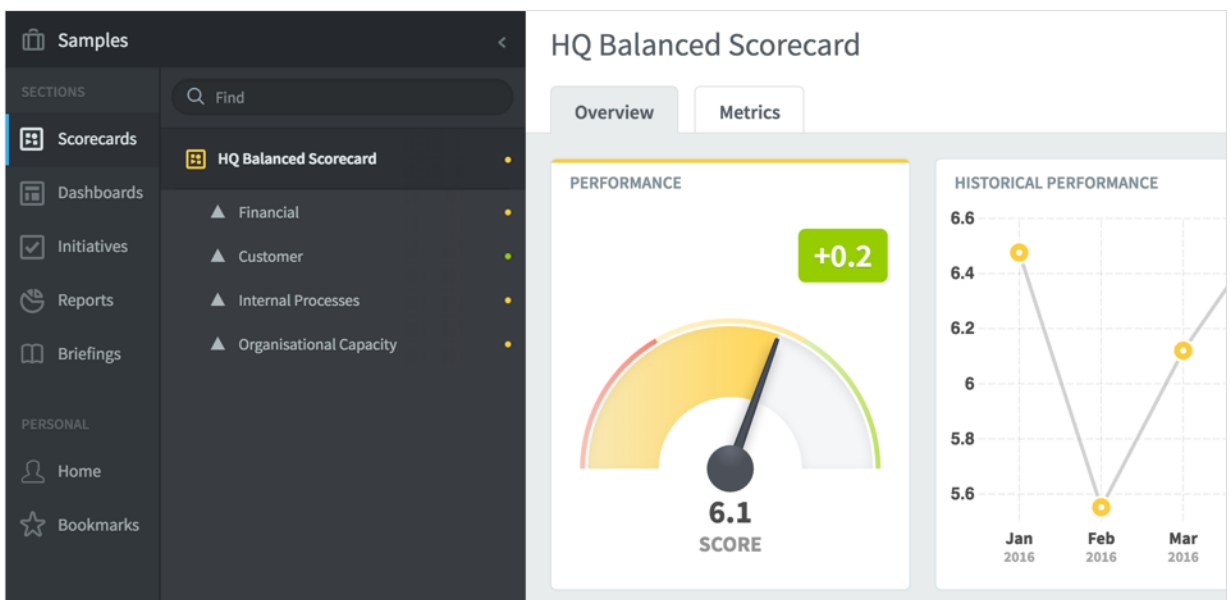 Samples
<
SECTIONS
Scorecards
Dashboards
Initiatives
Reports
Briefings
PERSONAL
Home
Bookmarks
Find
HQ Balanced Scorecard
Financial
Customer
Internal Processes
Organisational Capacity
HQ Balanced Scorecard
Overview
Metrics
PERFORMANCE
+0.2
6.1
SCORE
HISTORICAL PERFORMANCE
6.6
6.4
6.2
6
5.8
5.6
Jan Feb Mar
2016 2016 2016